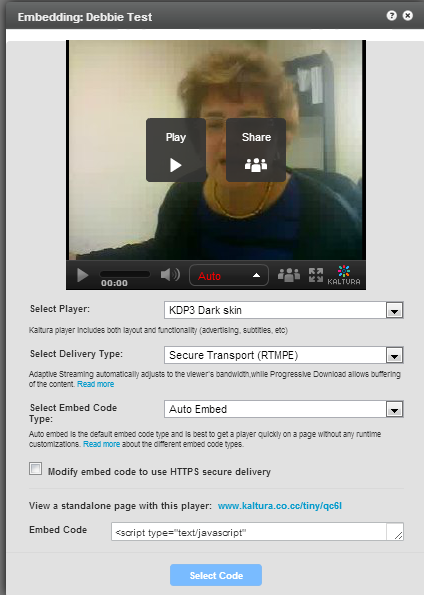 Embedding: Debbie Test
?
Play
Share
00:00
Auto
KALTURA
Select Player:
KDP3 Dark skin
Kaltura player includes both layout and functionality (advertising, subtitles, etc)
Select Delivery Type:
Secure Transport (RTMPE)
Adaptive Streaming automatically adjusts to the viewer's bandwidth,while Progressive Download allows buffering
of the content. Read more
Select Embed Code
Type:
Auto Embed
Auto embed is the default embed code type and is best to get a player quickly on a page without any runtime
customizations. Read more about the different embed code types.
Modify embed code to use HTTPS secure delivery
View a standalone page with this player: www.kaltura.co.cc/tiny/qc6l
Embed Code
<script type="text/javascript"
Select Code